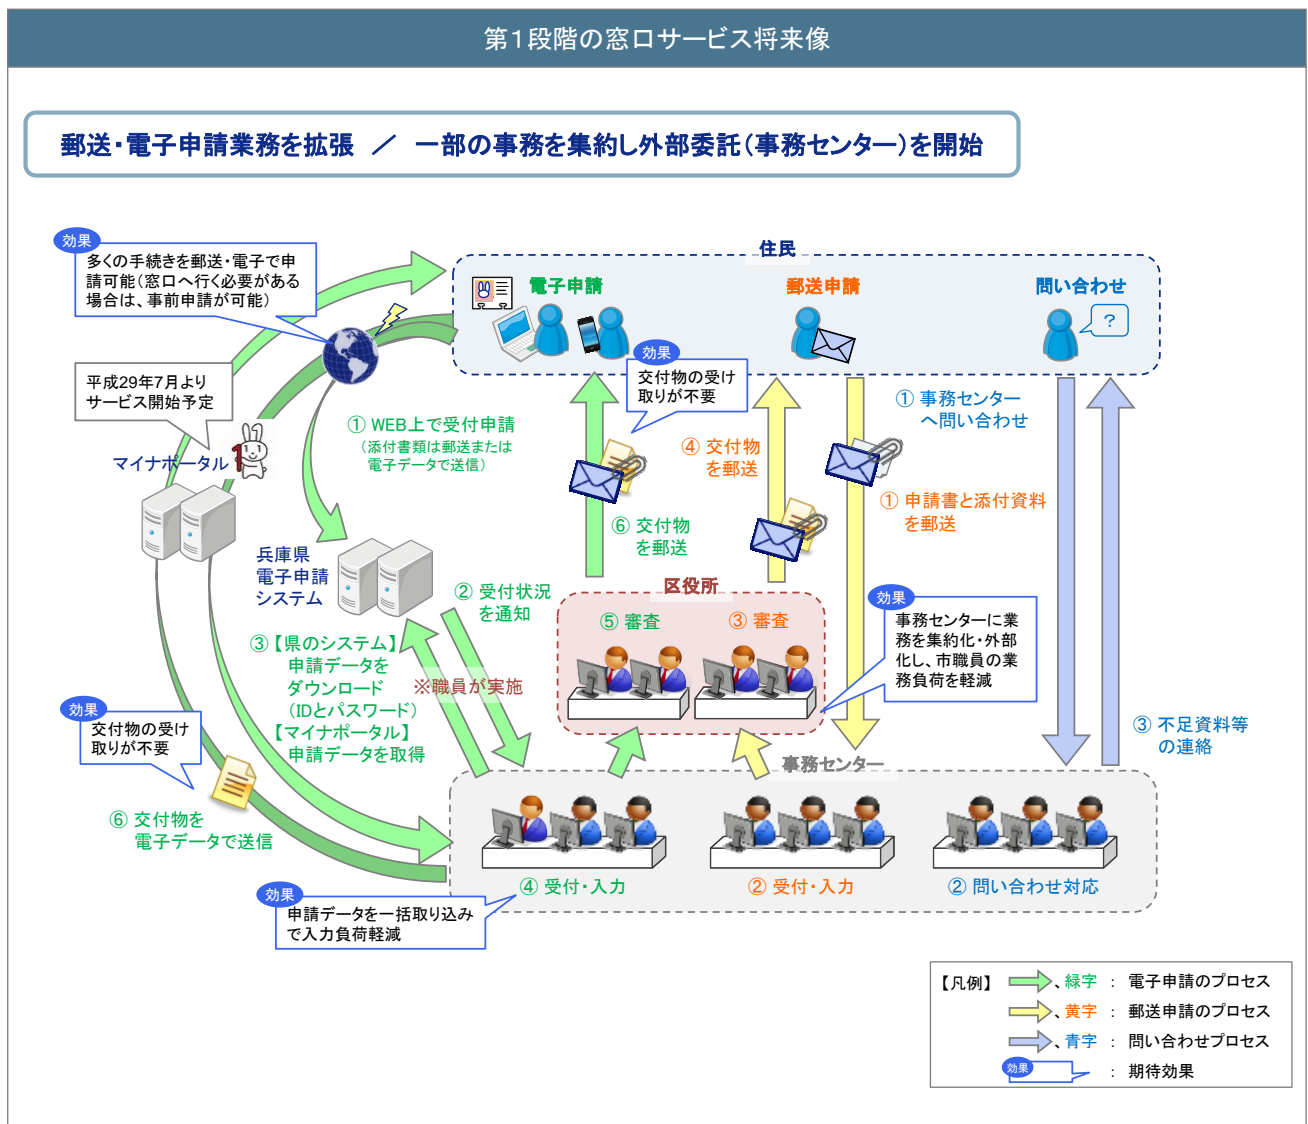 第1段階の窓口サービス将来像
郵送・電子申請業務を拡張 ／ 一部の事務を集約し外部委託(事務センター)を開始
効果
多くの手続きを郵送・電子で申
請可能(窓口へ行く必要がある
場合は、事前申請が可能)
住民
電子申請
郵送申請
問い合わせ
?
効果
交付物の受け
取りが不要
平成29年7月より
サービス開始予定
マイナポータル
1
① WEB上で受付申請
(添付書類は郵送または
電子データで送信)
④ 交付物
を郵送
① 事務センター
へ問い合わせ
① 申請書と添付資料
を郵送
⑥ 交付物
を郵送
兵庫県
電子申請
システム
② 受付状況
を通知
区役所
⑤ 審査
③ 審査
効果
事務センターに業
務を集約化・外部
化し、市職員の業
務負荷を軽減
③【県のシステム】
申請データを
ダウンロード
(IDとパスワード)
【マイナポータル】
申請データを取得
※職員が実施
効果
交付物の受け
取りが不要
③ 不足資料等
の連絡
事務センター
⑥ 交付物を
電子データで送信
④ 受付・入力
② 受付・入力
② 問い合わせ対応
効果
申請データを一括取り込み
で入力負荷軽減
【凡例】
、緑字 : 電子申請のプロセス
、黄字 : 郵送申請のプロセス
、青字 : 問い合わせプロセス
効果 : 期待効果